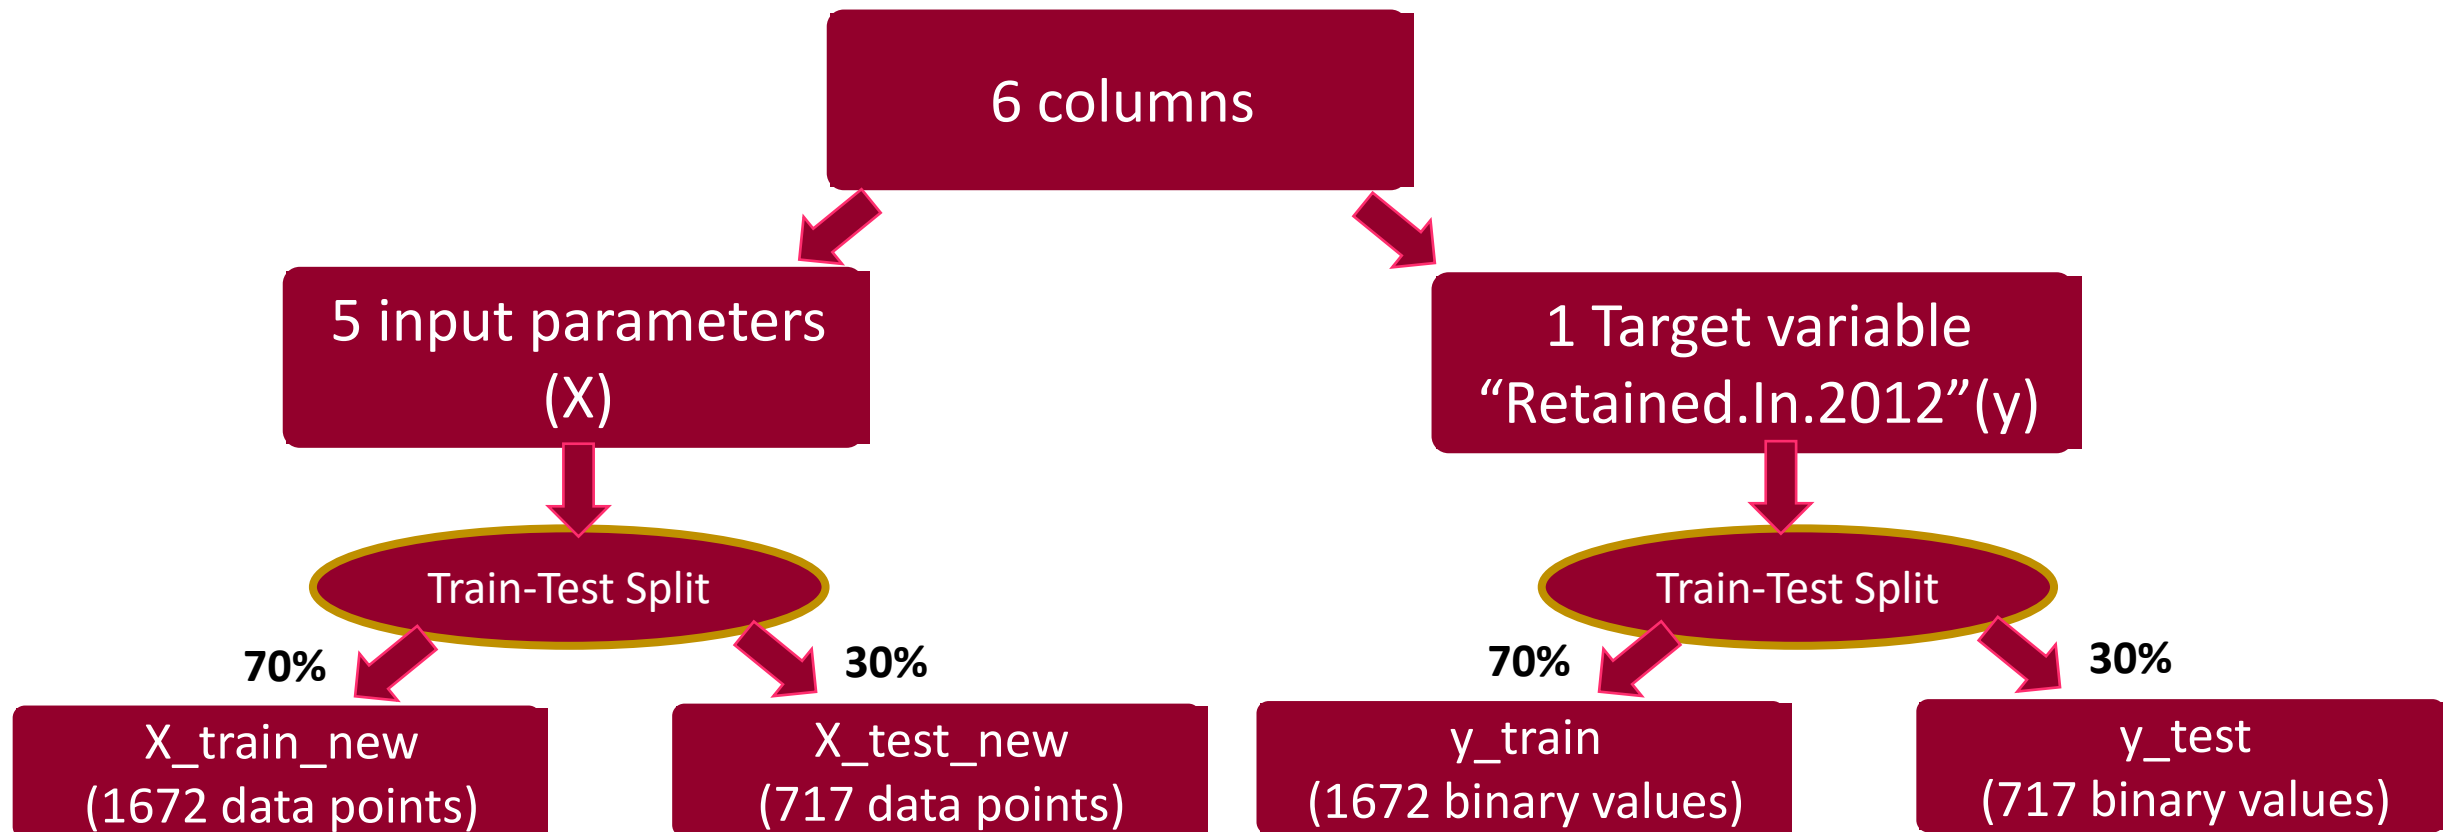 6 columns
5 input parameters
(X)
1 Target variable
“Retained.In.2012”(y)
Train-Test Split
Train-Test Split
70%
30%
70%
30%
X_train_new
(1672 data points)
X_test_new
(717 data points)
y_train
(1672 binary values)
y_test
(717 binary values)